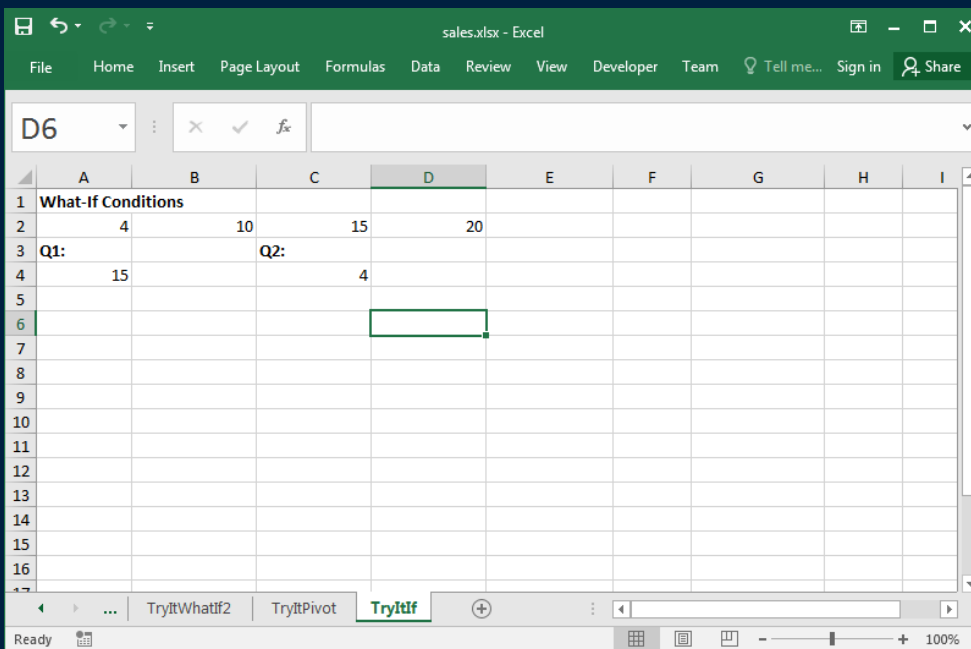 sales.xlsx - Excel
File Home Insert Page Layout Formulas Data Review View Developer Team Tell me... Sign in Share
D6 fx
A B C D E F G H I
1 What-If Conditions
2 4 10 15 20
3 Q1: Q2:
4 15 4
5
6
7
8
9
10
11
12
13
14
15
16
17
... TryItWhatIf2 TryItPivot TryItIf
Ready 100%